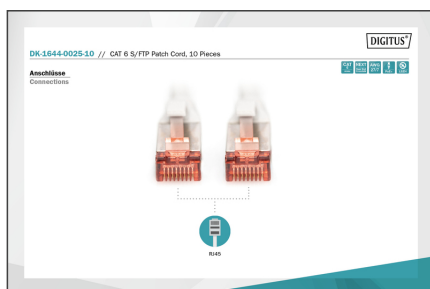 DIGITUS®
DK-1644-0025-10 // CAT 6 S/FTP Patch Cord, 10 Pieces
Anschlüsse
Connections
RJ45